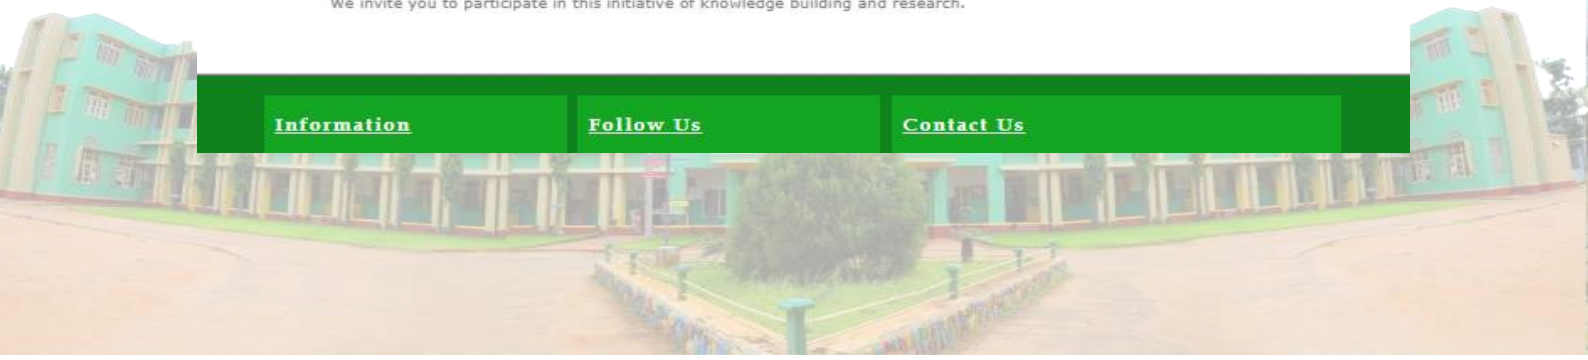 We invite you to participate in this initiative of knowledge building and research.
Information
Follow Us
Contact Us